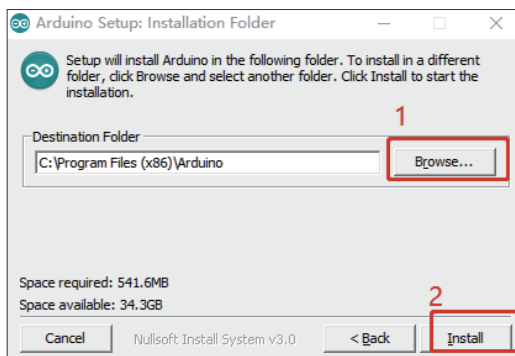 Arduino Setup: Installation Folder
Setup will install Arduino in the following folder. To install in a different
folder, click Browse and select another folder. Click Install to start the
installation.
1
Destination Folder
C:\Program Files (x86)\Arduino
Browse...
Space required: 541.6MB
Space available: 34.3GB
2
Cancel
Nullsoft Install System v3.0
< Back
Install